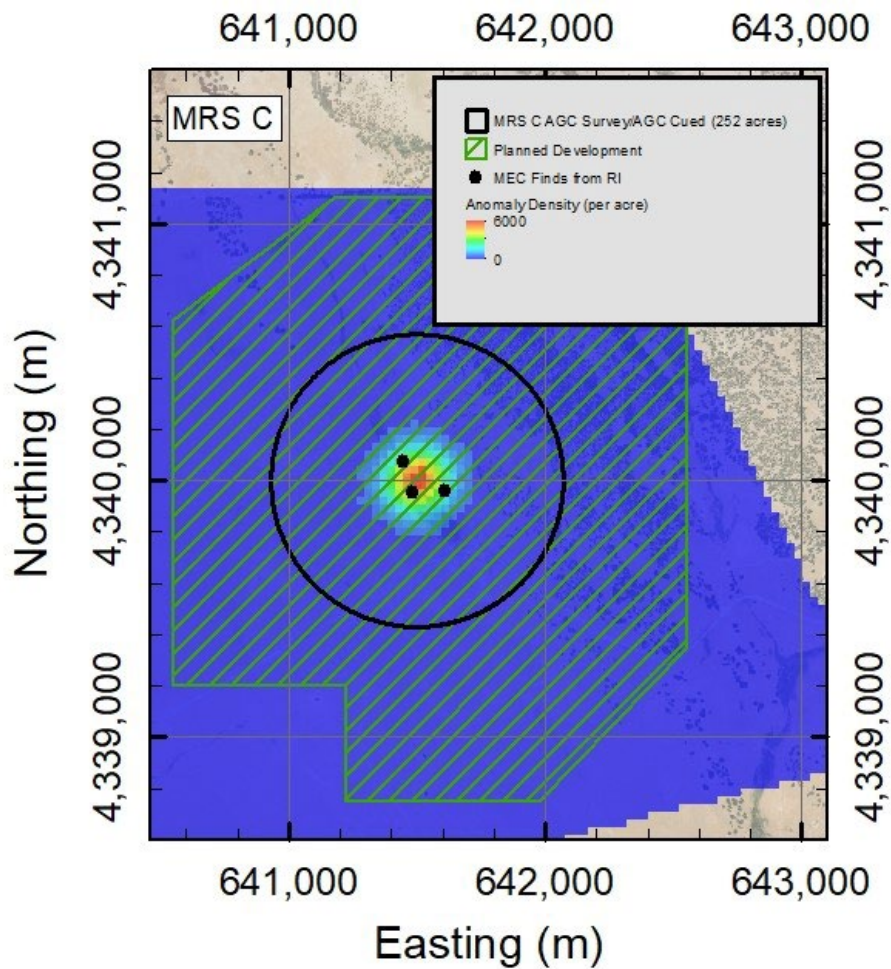 641,000 642,000 643,000
MRS C
MRS C AGC Survey/AGC Cued (252 acres)
Planned Development
MEC Finds from RI
Anomaly Density (per acre)
6000
0
4,341,000 4,341,000
4,340,000 4,340,000
4,339,000 4,339,000
Northing (m)
641,000 642,000 643,000
Easting (m)